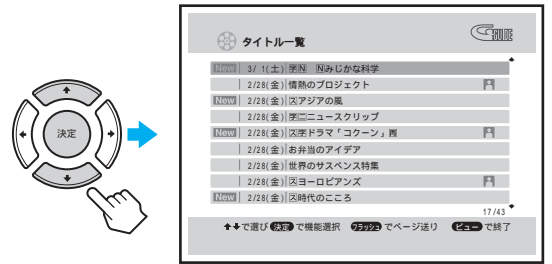 決定
GUIDE
タイトル一覧
New 3/ 1(土) 字N Nみじかな科学
2/28(金) 情熱のプロジェクト
New 2/28(金) 又アジアの風
2/28(金) 字二ニュースクリップ
New 2/28(金) 又字ドラマ「コクーン」再
2/28(金) お弁当のアイデア
2/28(金) 世界のサスペンス特集
2/28(金) 又ヨーロピアンズ
New 2/28(金) 又時代のこころ
17/43
で選び 決定 で機能選択 フラッシュ でページ送り ビュー で終了